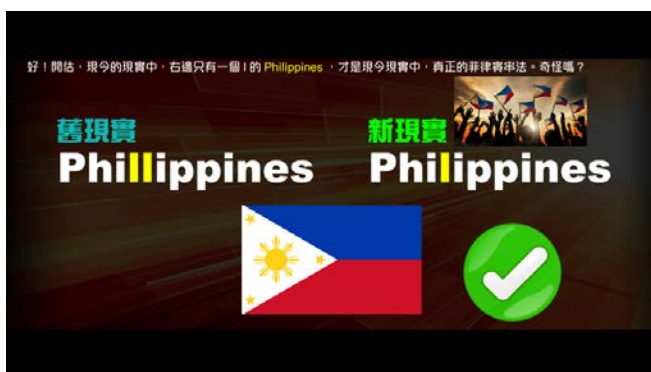 好！開估，現今的現實中，右邊只有一個 l 的 Philippines ，才是現今現實中，真正的菲律賓串法。奇怪嗎？
舊現實 新現實
Phillippines Philippines